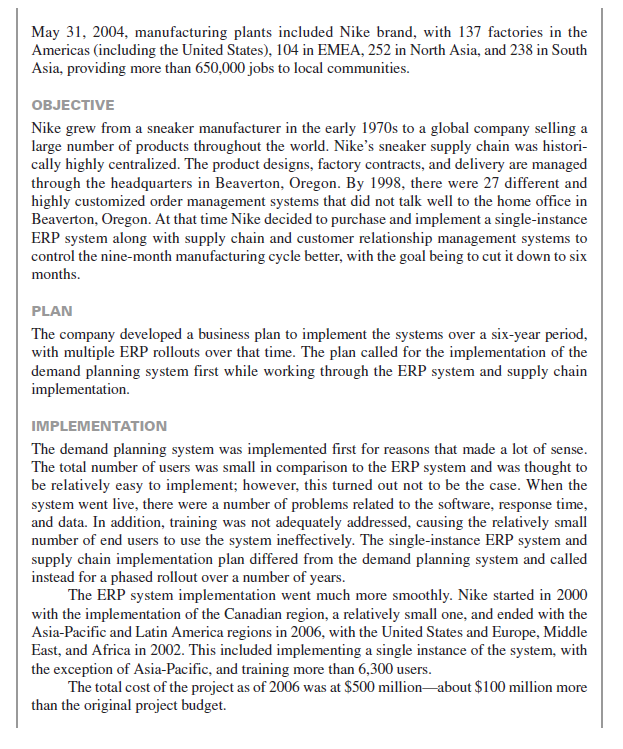 May 31, 2004, manufacturing plants included Nike brand, with 137 factories in the
Americas (including the United States), 104 in EMEA, 252 in North Asia, and 238 in South
Asia, providing more than 650,000 jobs to local communities.
OBJECTIVE
Nike grew from a sneaker manufacturer in the early 1970s to a global company selling a
large number of products throughout the world. Nike's sneaker supply chain was histori-
cally highly centralized. The product designs, factory contracts, and delivery are managed
through the headquarters in Beaverton, Oregon. By 1998, there were 27 different and
highly customized order management systems that did not talk well to the home office in
Beaverton, Oregon. At that time Nike decided to purchase and implement a single-instance
ERP system along with supply chain and customer relationship management systems to
control the nine-month manufacturing cycle better, with the goal being to cut it down to six
months.
PLAN
The company developed a business plan to implement the systems over a six-year period,
with multiple ERP rollouts over that time. The plan called for the implementation of the
demand planning system first while working through the ERP system and supply chain
implementation.
IMPLEMENTATION
The demand planning system was implemented first for reasons that made a lot of sense.
The total number of users was small in comparison to the ERP system and was thought to
be relatively easy to implement; however, this turned out not to be the case. When the
system went live, there were a number of problems related to the software, response time,
and data. In addition, training was not adequately addressed, causing the relatively small
number of end users to use the system ineffectively. The single-instance ERP system and
supply chain implementation plan differed from the demand planning system and called
instead for a phased rollout over a number of years.
The ERP system implementation went much more smoothly. Nike started in 2000
with the implementation of the Canadian region, a relatively small one, and ended with the
Asia-Pacific and Latin America regions in 2006, with the United States and Europe, Middle
East, and Africa in 2002. This included implementing a single instance of the system, with
the exception of Asia-Pacific, and training more than 6,300 users.
The total cost of the project as of 2006 was at $500 million—about $100 million more
than the original project budget.